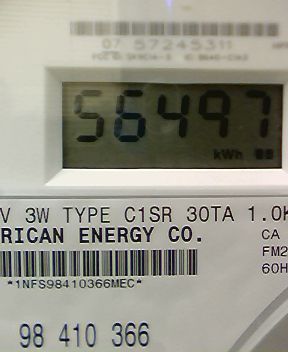 07 57245311
56497
kWh
V 3W TYPE C1SR 30TA 1.0K
RICAN ENERGY CO.
CA
FM2
60H
*1NFS98410366MEC*
98 410 366